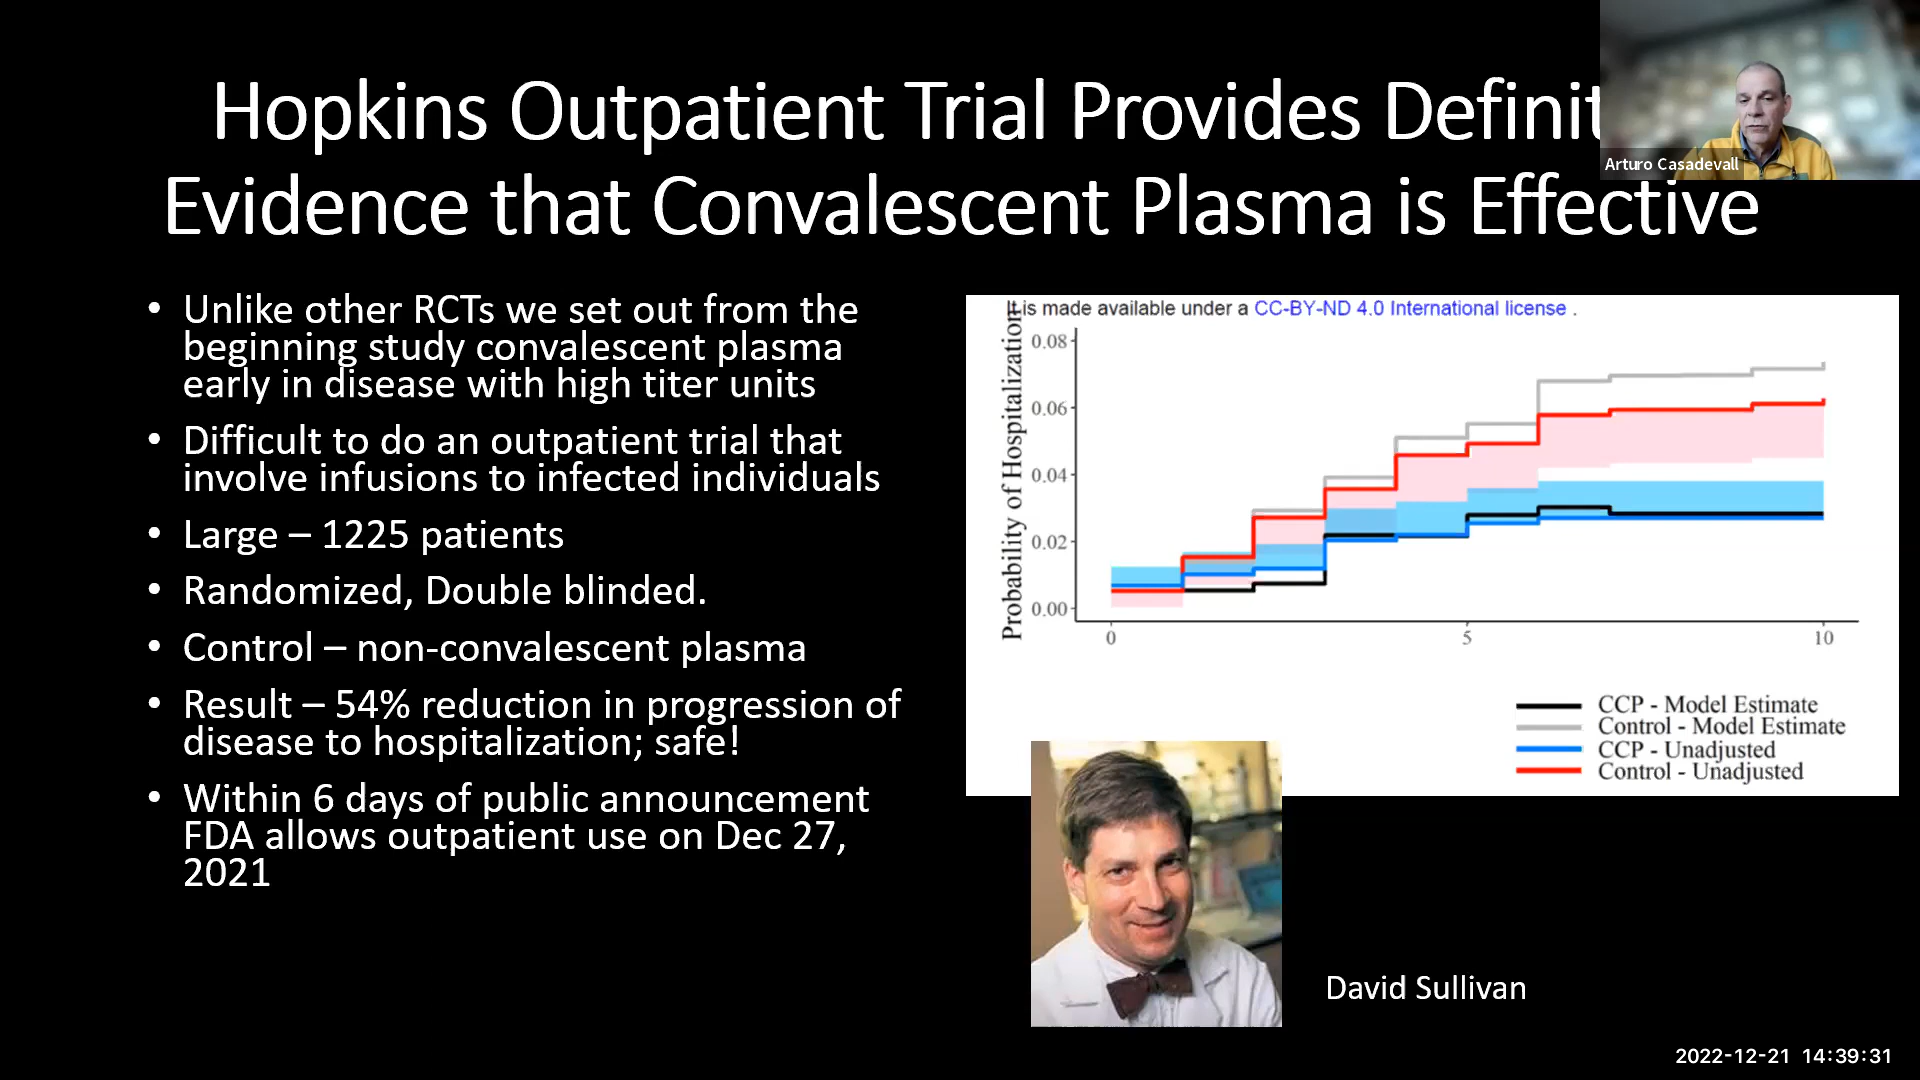 Hopkins Outpatient Trial Provides Definit
Evidence that Convalescent Plasma is Effective
Arturo Casadevall
• Unlike other RCTs we set out from the
beginning study convalescent plasma
early in disease with high titer units
• Difficult to do an outpatient trial that
involve infusions to infected individuals
• Large – 1225 patients
• Randomized, Double blinded.
• Control – non-convalescent plasma
• Result – 54% reduction in progression of
disease to hospitalization; safe!
• Within 6 days of public announcement
FDA allows outpatient use on Dec 27,
2021
It is made available under a CC-BY-ND 4.0 International license .
Probability of Hospitalization
0.08
0.06
0.04
0.02
0.00
0 5 10
CCP - Model Estimate
Control - Model Estimate
CCP - Unadjusted
Control - Unadjusted
David Sullivan
2022-12-21 14:39:31